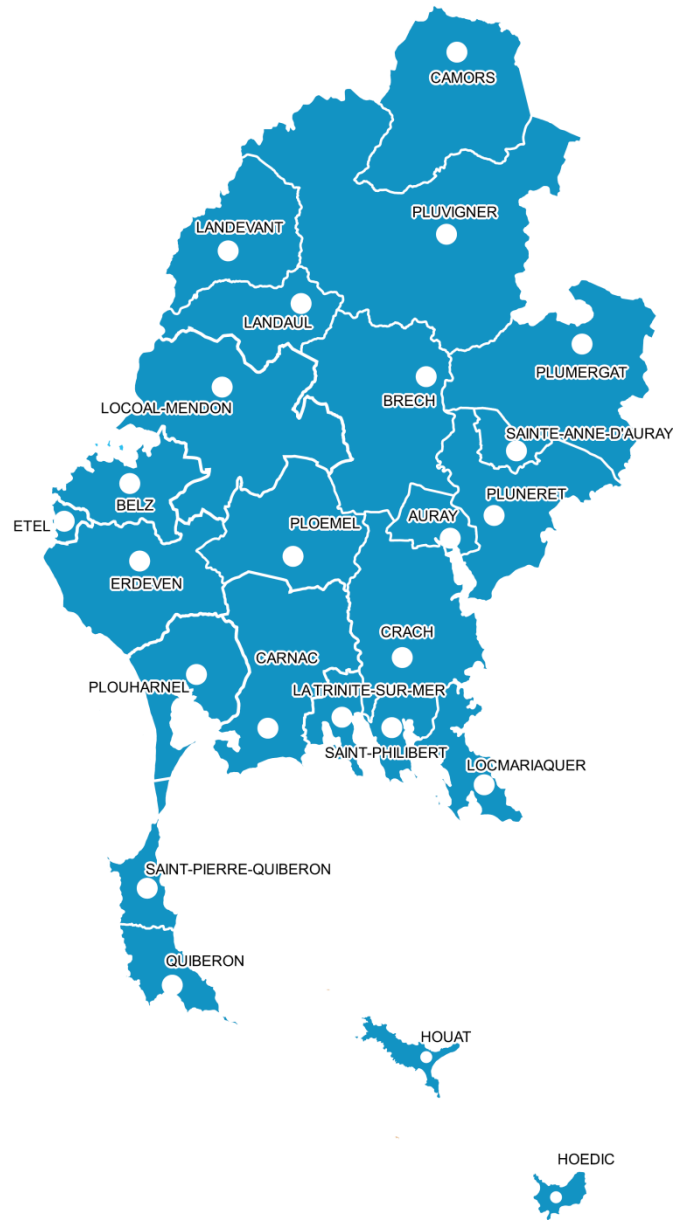 CAMORS
PLUVIGNER
LANDEVANT
LANDAUL
PLUMERGAT
BRECH
LOCOAL-MENDON
SAINTE-ANNE-D'AURAY
PLUNERET
BELZ
AURAY
ETEL
PLOEMEL
ERDEVEN
CRACH
CARNAC
PLOUHARNEL
LA TRINITE-SUR-MER
SAINT-PHILIBERT
LOCMARIAQUER
SAINT-PIERRE-QUIBERON
QUIBERON
HOUAT
HOEDIC